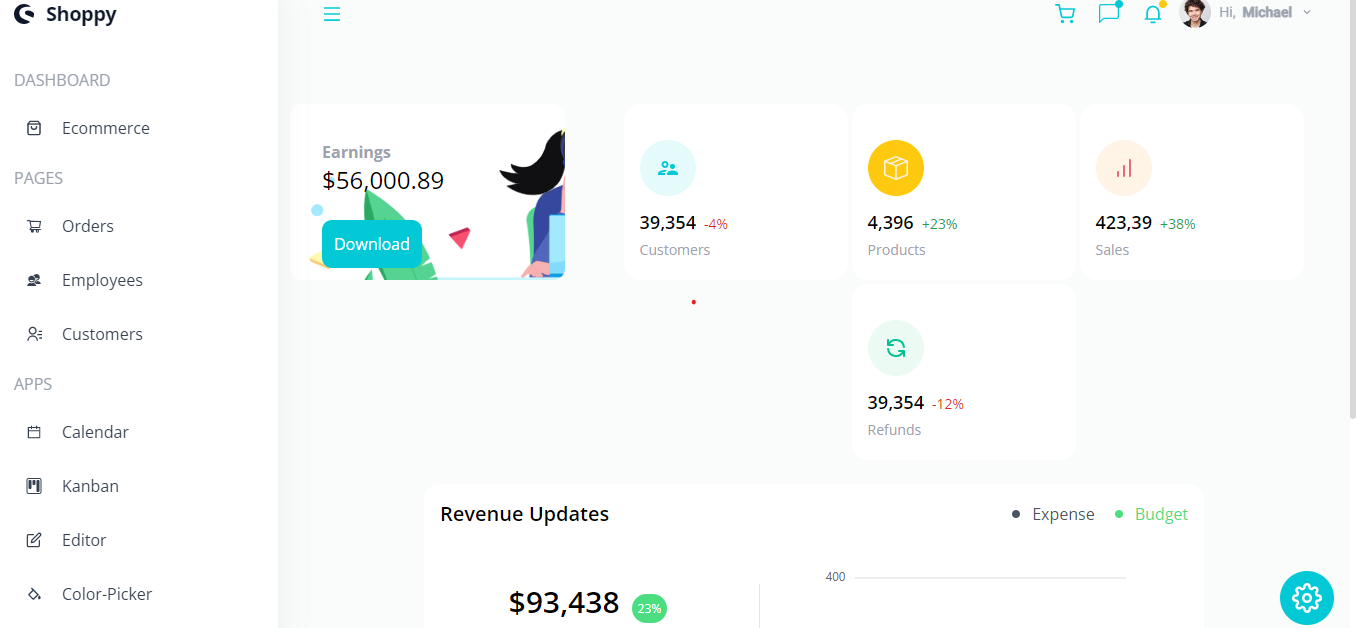 Shoppy
Hi, Michael
DASHBOARD
Ecommerce
PAGES
Orders
Employees
Customers
APPS
Calendar
Kanban
Editor
Color-Picker
Earnings
$56,000.89
Download
39,354 -4%
Customers
4,396 +23%
Products
423,39 +38%
Sales
39,354 -12%
Refunds
Revenue Updates
Expense
Budget
$93,438 23%
400